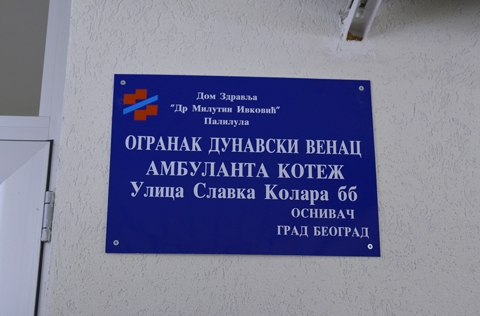 Дом Здравља
"Др Милутин Ивковић"
Палилула
ОГРАНАК ДУНАВСКИ ВЕНАЦ
АМБУЛАНТА КОТЕЖ
Улица Славка Колара бб
ОСНИВАЧ
ГРАД БЕОГРАД